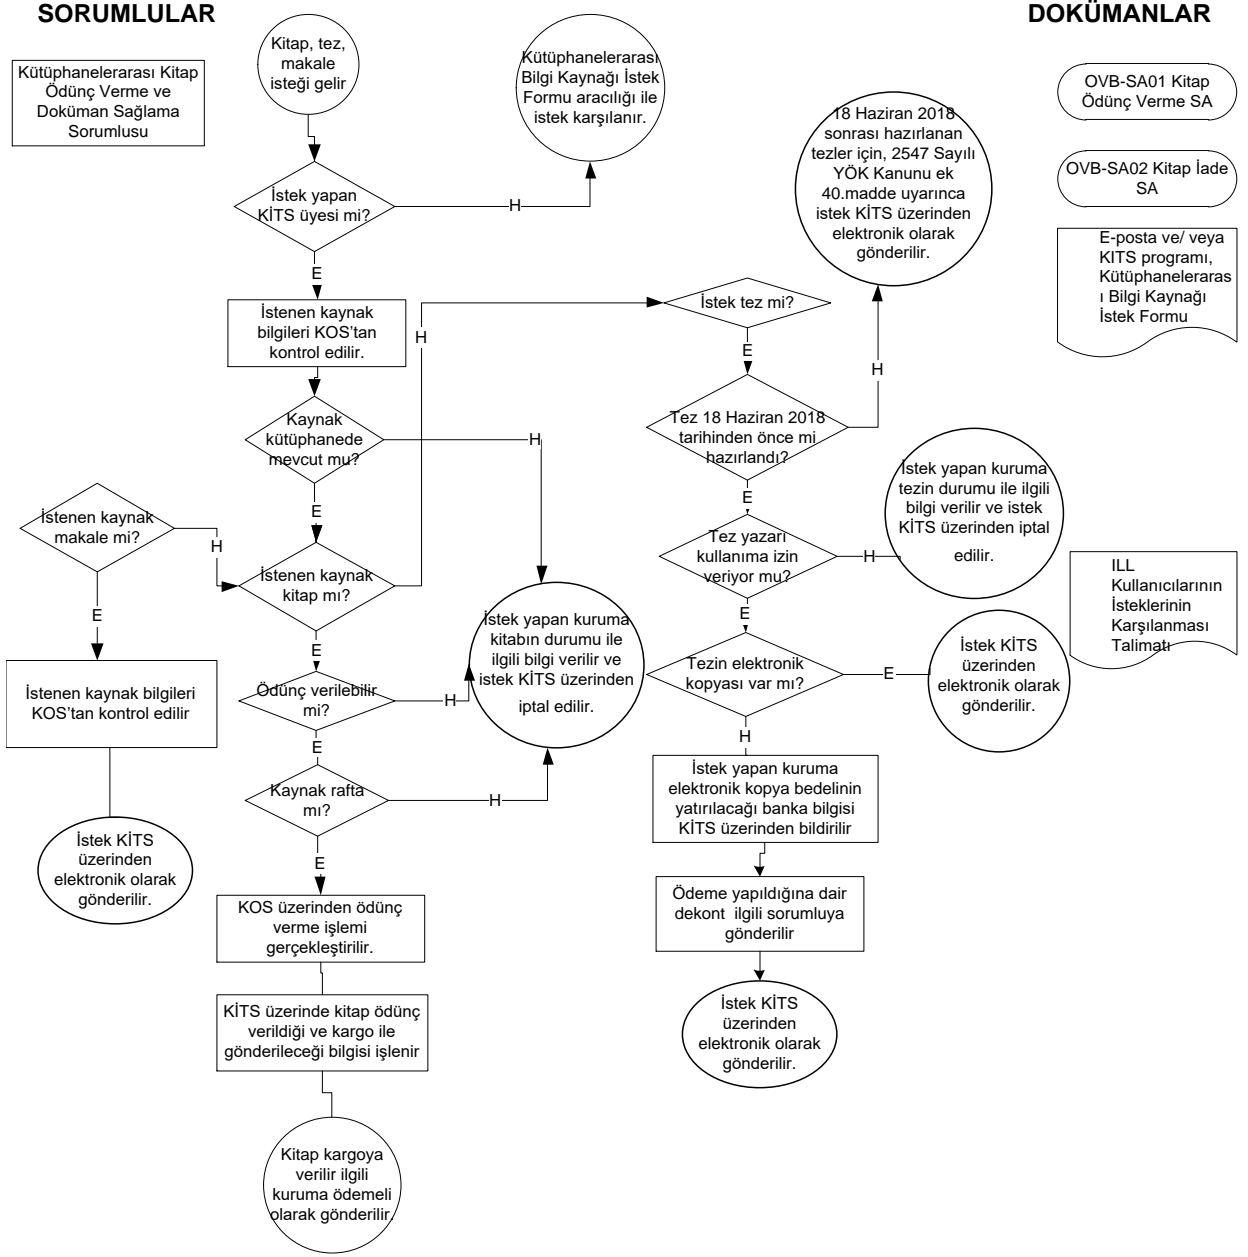 SORUMLULAR
DOKÜMANLAR
Kütüphanelerarası Kitap
Ödünç Verme ve
Doküman Sağlama
Sorumlusu
Kitap, tez,
makale
isteği gelir
Kütüphanelerarası
Bilgi Kaynağı İstek
Formu aracılığı ile
istek karşılanır.
İstek yapan
KİTS üyesi mi?
H
E
İstenen kaynak
bilgileri KOS’tan
kontrol edilir.
Kaynak
kütüphanede
mevcut mu?
H
E
İstenen kaynak
makale mi?
H
E
İstenen kaynak
kitap mı?
H
E
İstenen kaynak bilgileri
KOS’tan kontrol edilir
İstek KİTS
üzerinden
elektronik olarak
gönderilir.
Ödünç verilebilir
mi?
H
E
İstek yapan kuruma
kitabın durumu ile
ilgili bilgi verilir ve
istek KİTS üzerinden
iptal edilir.
Kaynak rafta
mı?
H
E
KOS üzerinden ödünç
verme işlemi
gerçekleştirilir.
KİTS üzerinde kitap ödünç
verildiği ve kargo ile
gönderileceği bilgisi işlenir
Kitap kargoya
verilir ilgili
kuruma ödemeli
olarak gönderilir.
İstek tez mi?
E
18 Haziran 2018
sonrası hazırlanan
tezler için, 2547 Sayılı
YÖK Kanunu ek
40.madde uyarınca
istek KİTS üzerinden
elektronik olarak
gönderilir.
Tez 18 Haziran 2018
tarihinden önce mi
hazırlandı?
H
E
Tez yazarı
kullanıma izin
veriyor mu?
H
E
İstek yapan kuruma
tezin durumu ile ilgili
bilgi verilir ve istek
KİTS üzerinden iptal
edilir.
Tezin elektronik
kopyası var mı?
E
H
İstek KİTS
üzerinden
elektronik olarak
gönderilir.
İstek yapan kuruma
elektronik kopya bedelinin
yatırılacağı banka bilgisi
KİTS üzerinden bildirilir
Ödeme yapıldığına dair
dekont ilgili sorumluya
gönderilir
İstek KİTS
üzerinden
elektronik olarak
gönderilir.
OVB-SA01 Kitap
Ödünç Verme SA
OVB-SA02 Kitap İade
SA
E-posta ve/ veya
KITS programı,
Kütüphaneleraras
ı Bilgi Kaynağı
İstek Formu
ILL
Kullanıcılarının
İsteklerinin
Karşılanması
Talimatı